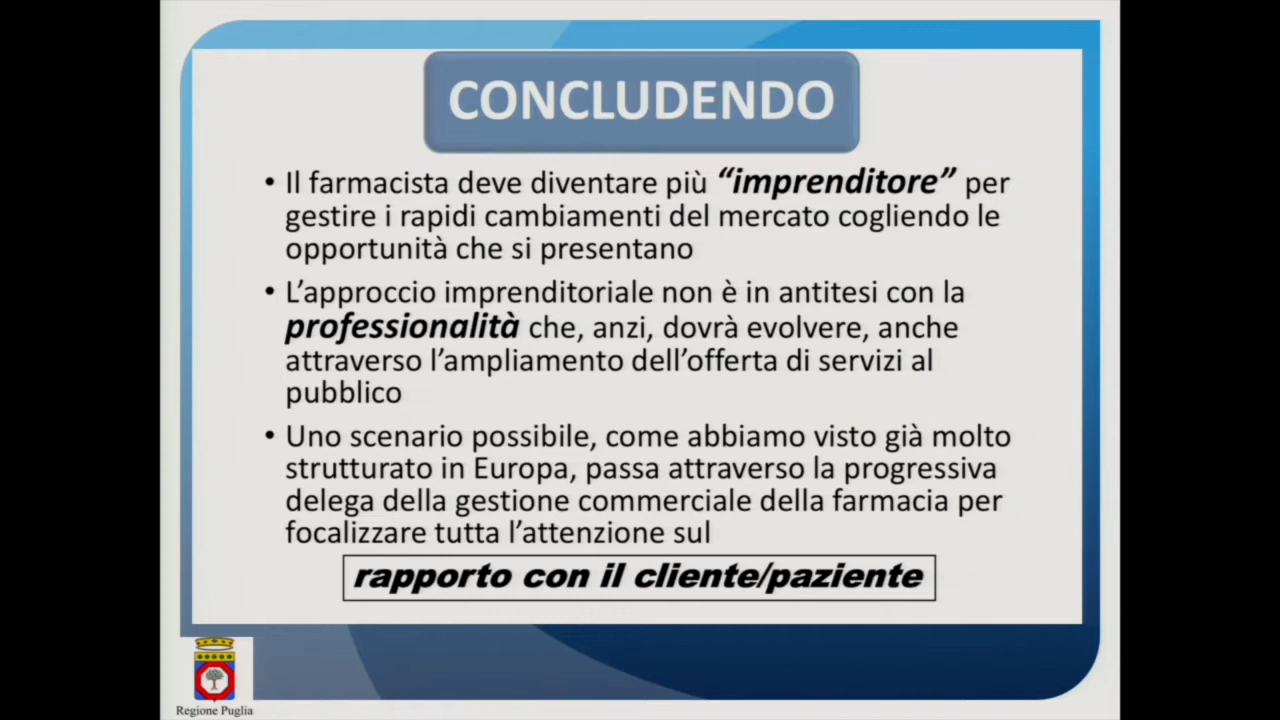 CONCLUDENDO
• Il farmacista deve diventare più “imprenditore” per
gestire i rapidi cambiamenti del mercato cogliendo le
opportunità che si presentano
• L’approccio imprenditoriale non è in antitesi con la
professionalità che, anzi, dovrà evolvere, anche
attraverso l’ampliamento dell’offerta di servizi al
pubblico
• Uno scenario possibile, come abbiamo visto già molto
strutturato in Europa, passa attraverso la progressiva
delega della gestione commerciale della farmacia per
focalizzare tutta l’attenzione sul
rapporto con il cliente/paziente
Regione Puglia